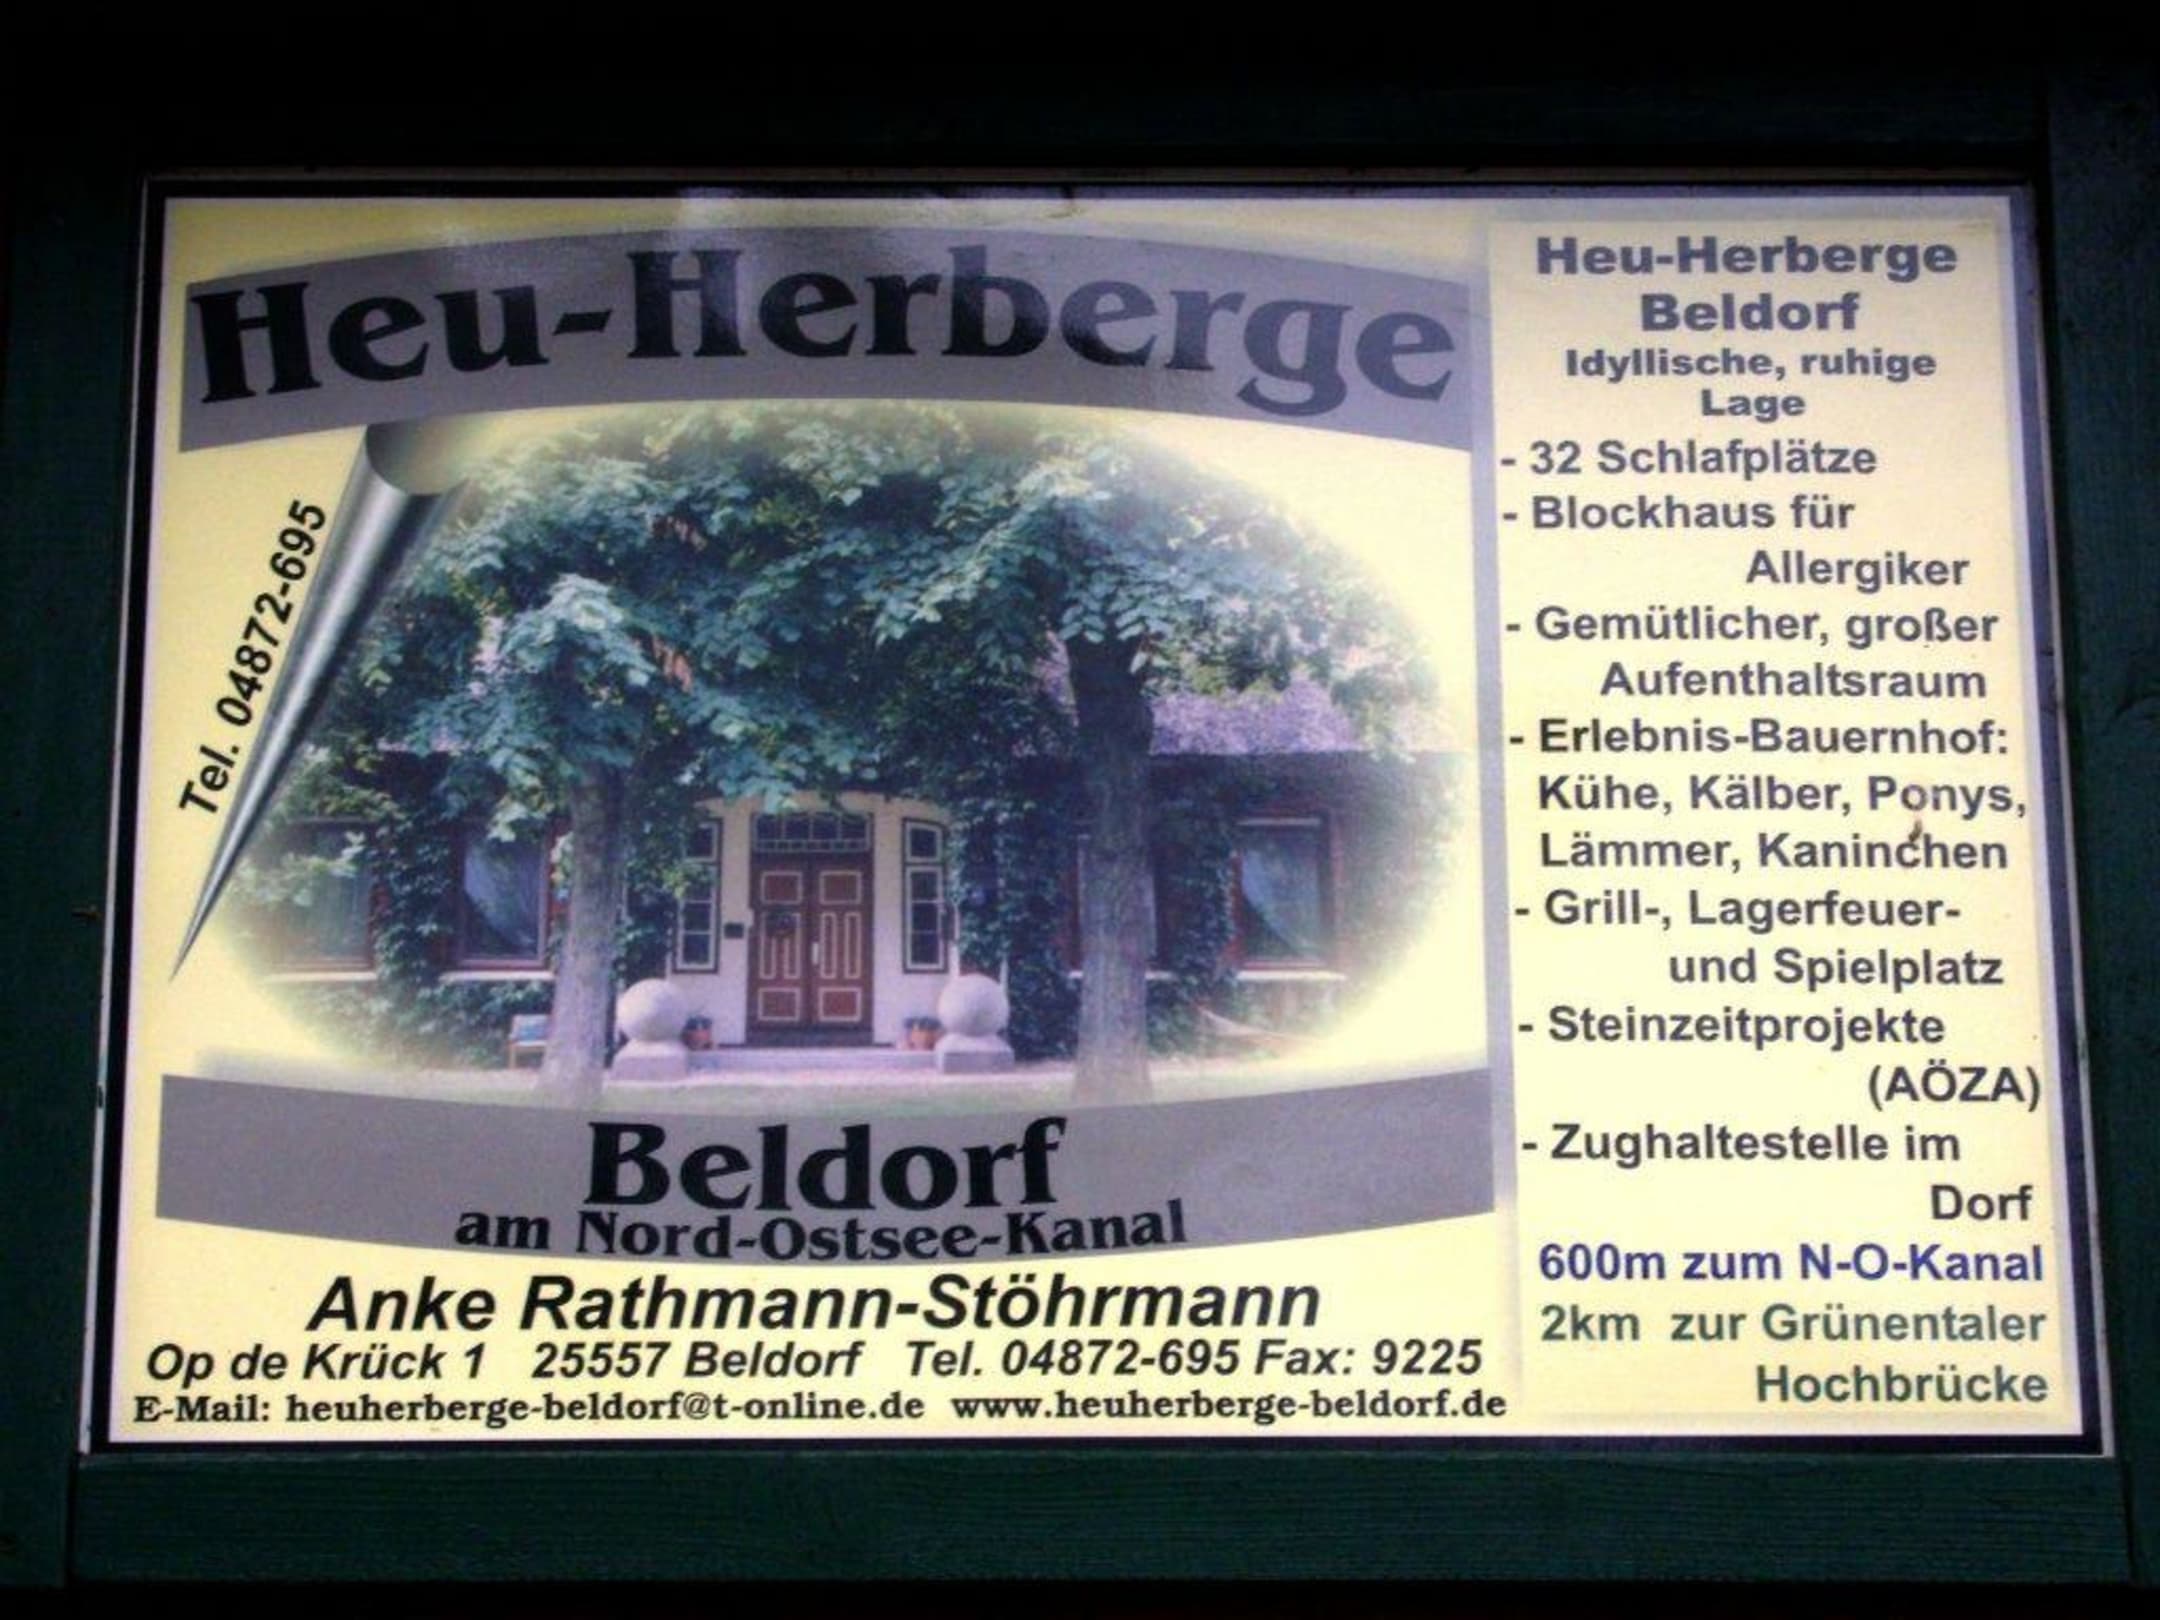 Heu-Herberge
Tel. 04872-695
Beldorf
am Nord-Ostsee-Kanal
Anke Rathmann-Stöhrmann
Op de Krück 1 25557 Beldorf Tel. 04872-695 Fax: 9225
E-Mail: heuherberge-beldorf@t-online.de www.heuherberge-beldorf.de
Heu-Herberge
Beldorf
Idyllische, ruhige
Lage
- 32 Schlafplätze
- Blockhaus für
Allergiker
- Gemütlicher, großer
Aufenthaltsraum
- Erlebnis-Bauernhof:
Kühe, Kälber, Ponys,
Lämmer, Kaninchen
- Grill-, Lagerfeuer-
und Spielplatz
- Steinzeitprojekte
(AÖZA)
- Zughaltestelle im
Dorf
600m zum N-O-Kanal
2km zur Grünentaler
Hochbrücke